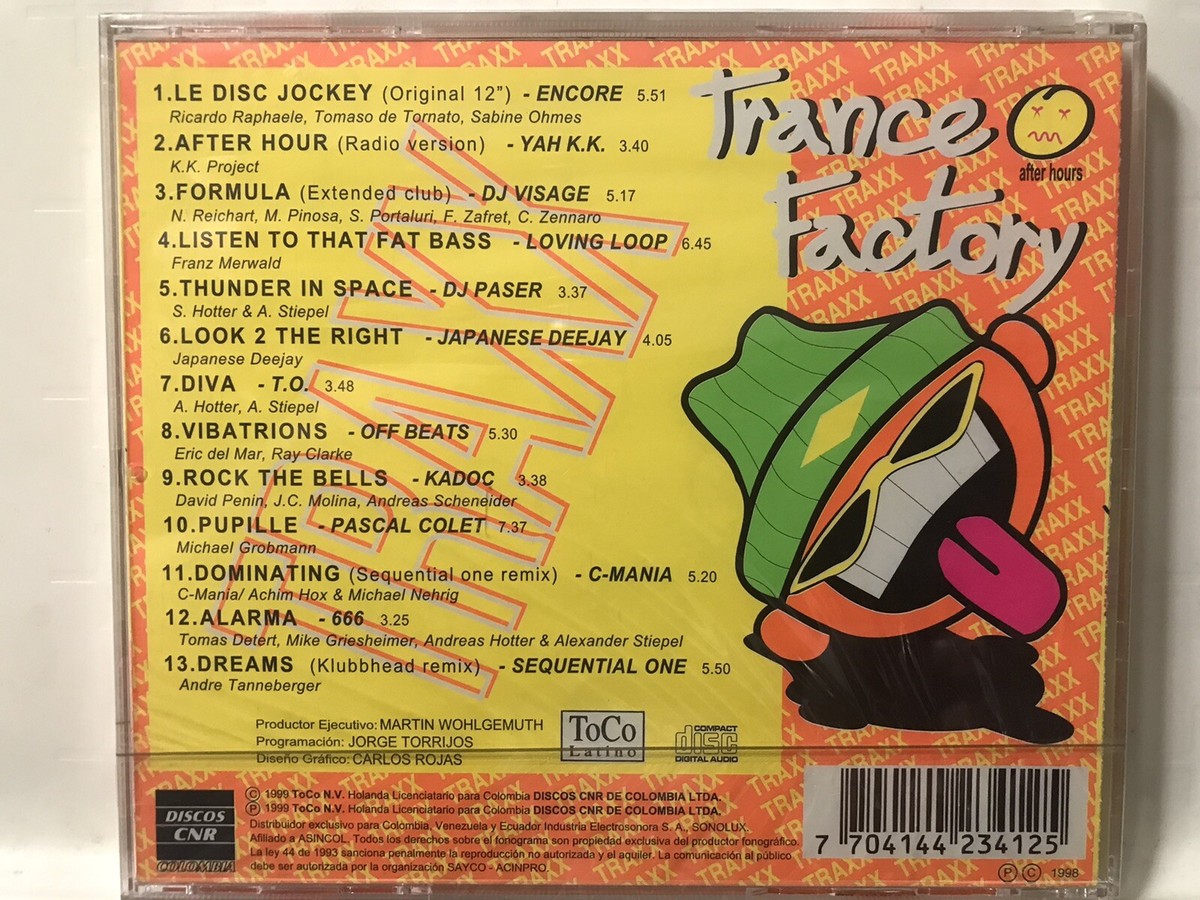 1.LE DISC JOCKEY (Original 12") - ENCORE 5.51
Ricardo Raphaele, Tomaso de Tornato, Sabine Ohmes
2.AFTER HOUR (Radio version) - YAH K.K. 3.40
K.K. Project
3.FORMULA (Extended club) - DJ VISAGE 5.17
N. Reichart, M. Pinosa, S. Portaluri, F. Zafret, C. Zennaro
4.LISTEN TO THAT FAT BASS - LOVING LOOP 6.45
Franz Merwald
5.THUNDER IN SPACE - DJ PASER 3.37
S. Hotter & A. Stiepel
6.LOOK 2 THE RIGHT - JAPANESE DEEJAY 4.05
Japanese Deejay
7.DIVA - T.O. 3.48
A. Hotter, A. Stiepel
8.VIBATRIONS - OFF BEATS 5.30
Eric del Mar, Ray Clarke
9.ROCK THE BELLS - KADOC 3.38
David Penin, J.C. Molina, Andreas Scheneider
10.PUPILLE - PASCAL COLET 7.37
Michael Grobmann
11.DOMINATING (Sequential one remix) - C-MANIA 5.20
C-Mania/ Achim Hox & Michael Nehrig
12.ALARMA - 666 3.25
Tomas Detert, Mike Griesheimer, Andreas Hotter & Alexander Stiepel
13.DREAMS (Klubbhead remix) - SEQUENTIAL ONE 5.50
Andre Tanneberger
TRAXX
Trance
Factory
after hours
Productor Ejecutivo: MARTIN WOHLGEMUTH
Programación: JORGE TORRIJOS
Diseño Gráfico: CARLOS ROJAS
ToCo
Latino
COMPACT
disc
DIGITAL AUDIO
DISCOS
CNR
COLOMBIA
© 1999 ToCo N.V. Holanda Licenciatario para Colombia DISCOS CNR DE COLOMBIA LTDA.
℗ 1999 ToCo N.V. Holanda Licenciatario para Colombia DISCOS CNR DE COLOMBIA LTDA.
Distribuidor exclusivo para Colombia, Venezuela y Ecuador Industria Electrosonora S. A., SONOLUX.
Afiliado a ASINCOL. Todos los derechos sobre el fonograma son propiedad exclusiva del productor fonográfico.
La ley 44 de 1993 sanciona penalmente la reproducción no autorizada y el aquiler. La comunicación al público
debe ser autorizada por la organización SAYCO - ACINPRO.
7 704144 234125
℗ © 1998